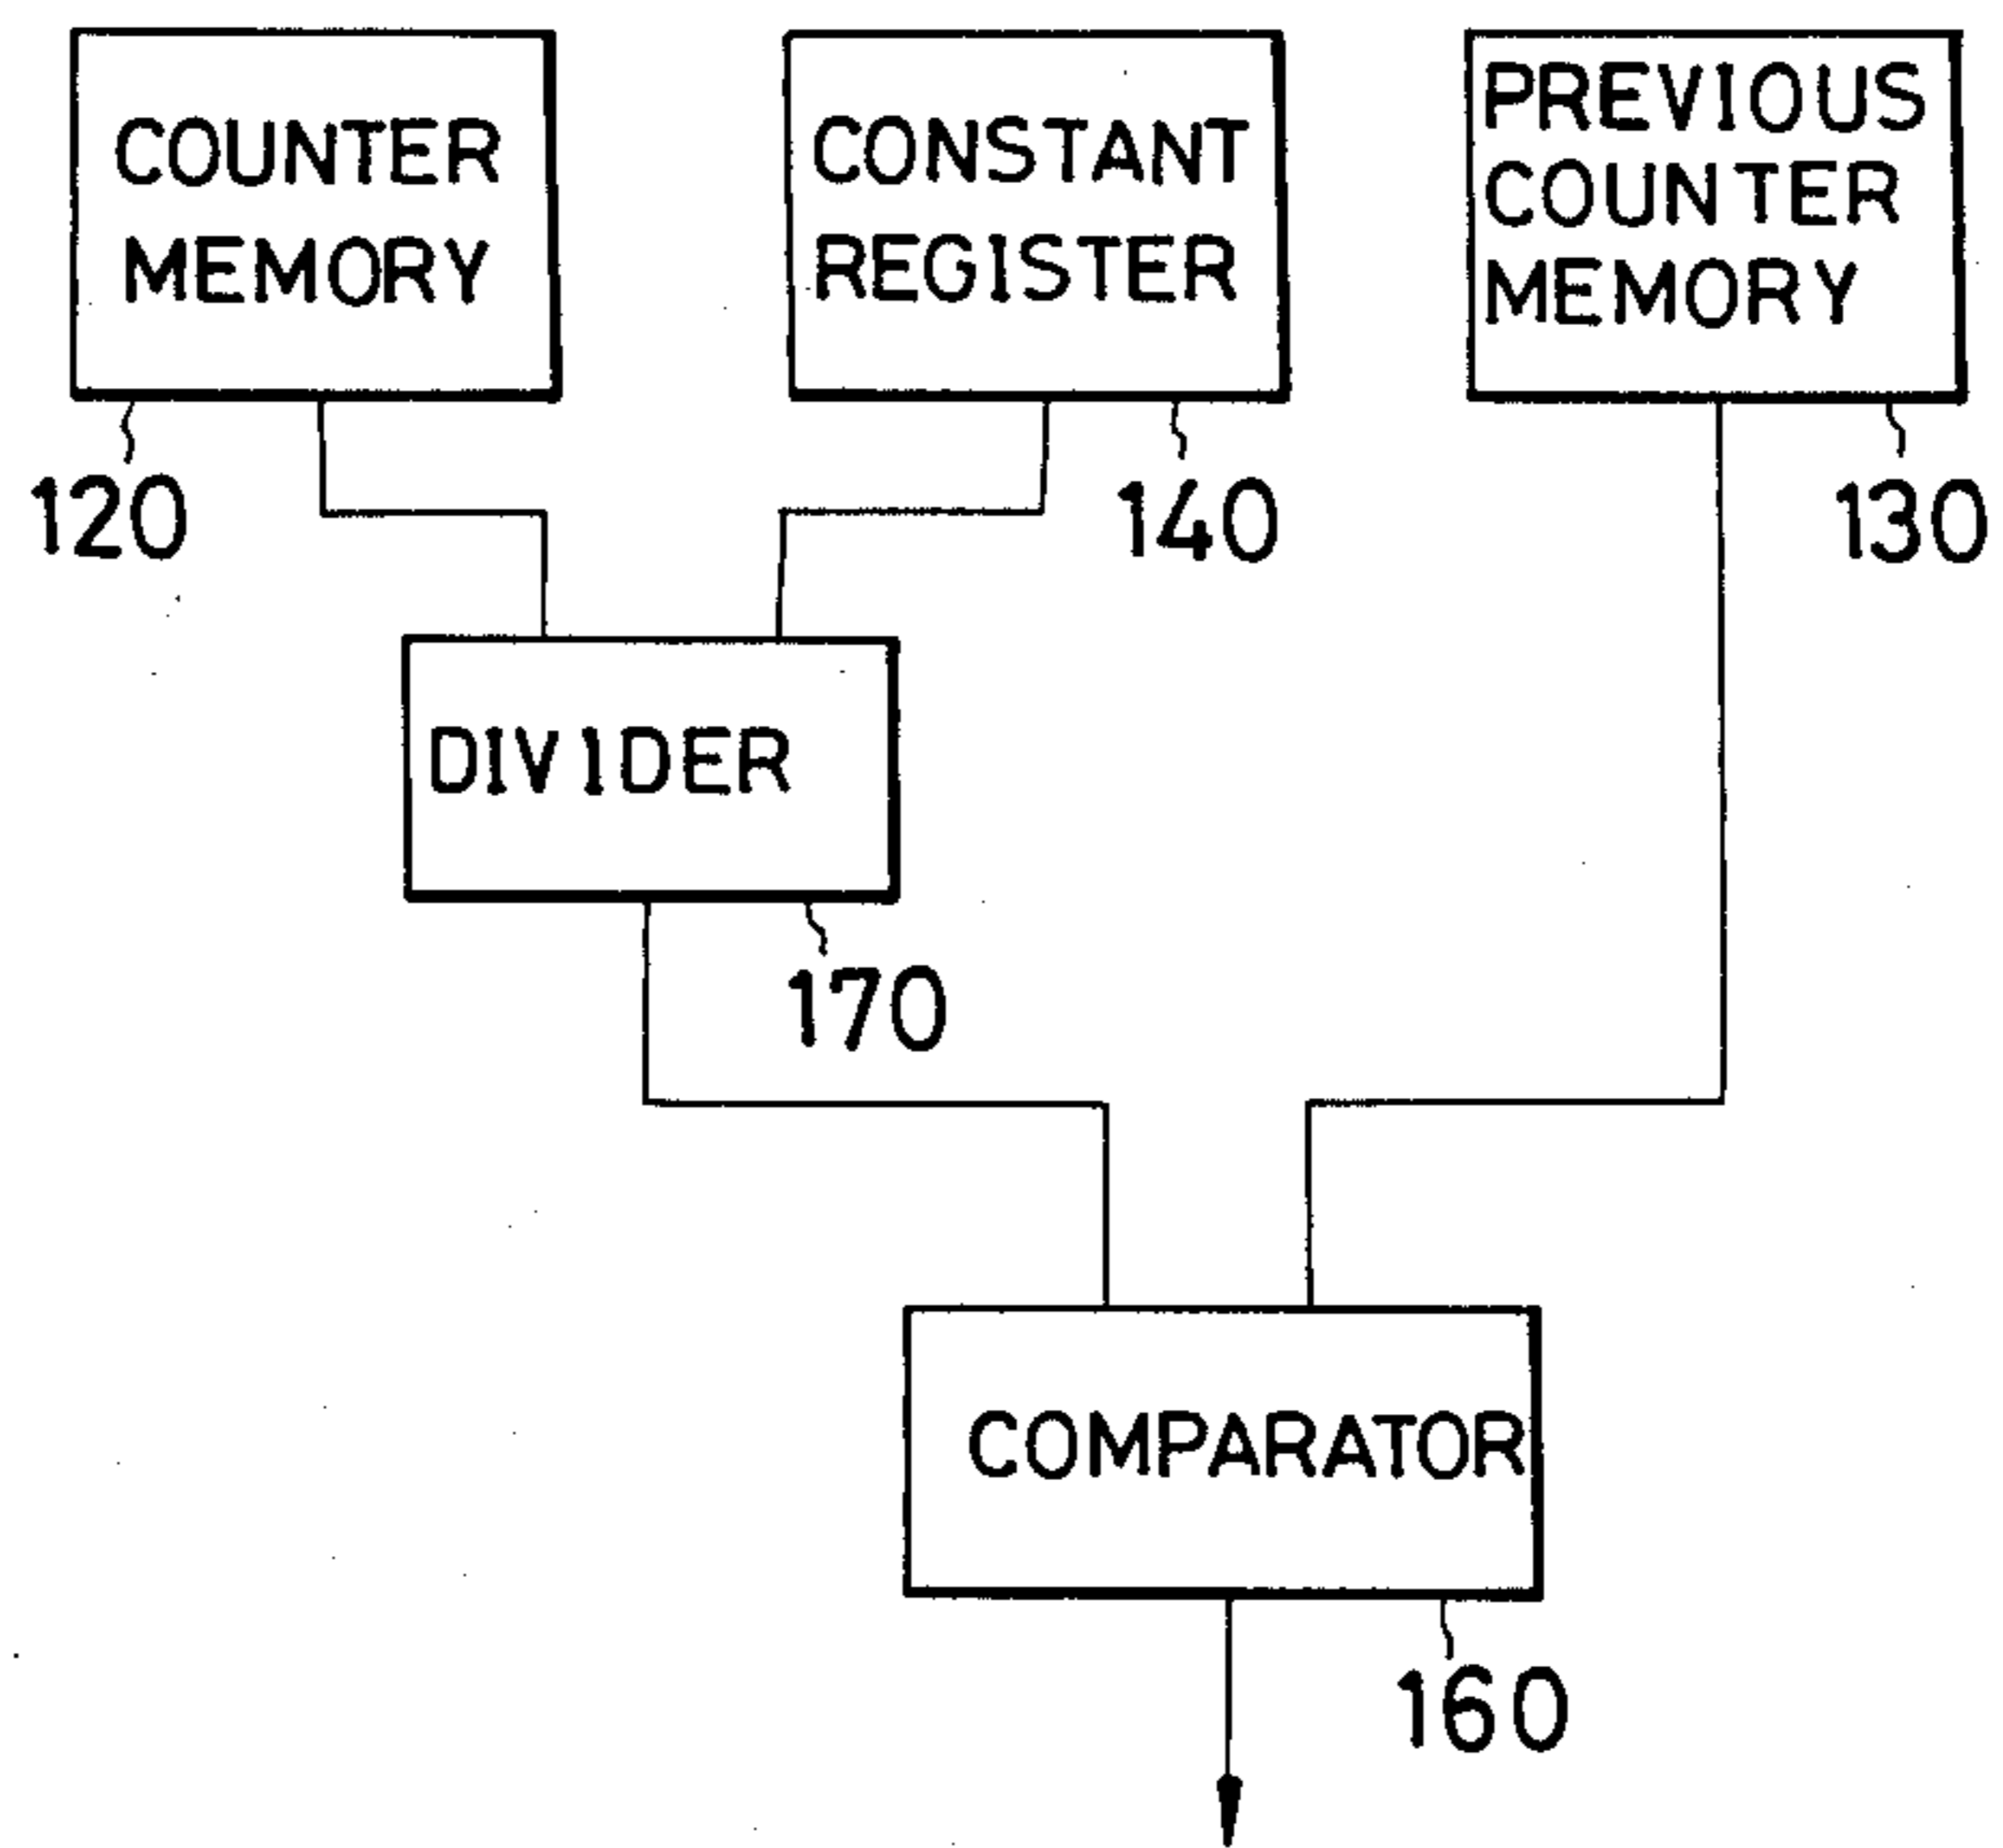 COUNTER
MEMORY
CONSTANT
REGISTER
PREVIOUS
COUNTER
MEMORY
120
140
130
DIVIDER
170
COMPARATOR
160